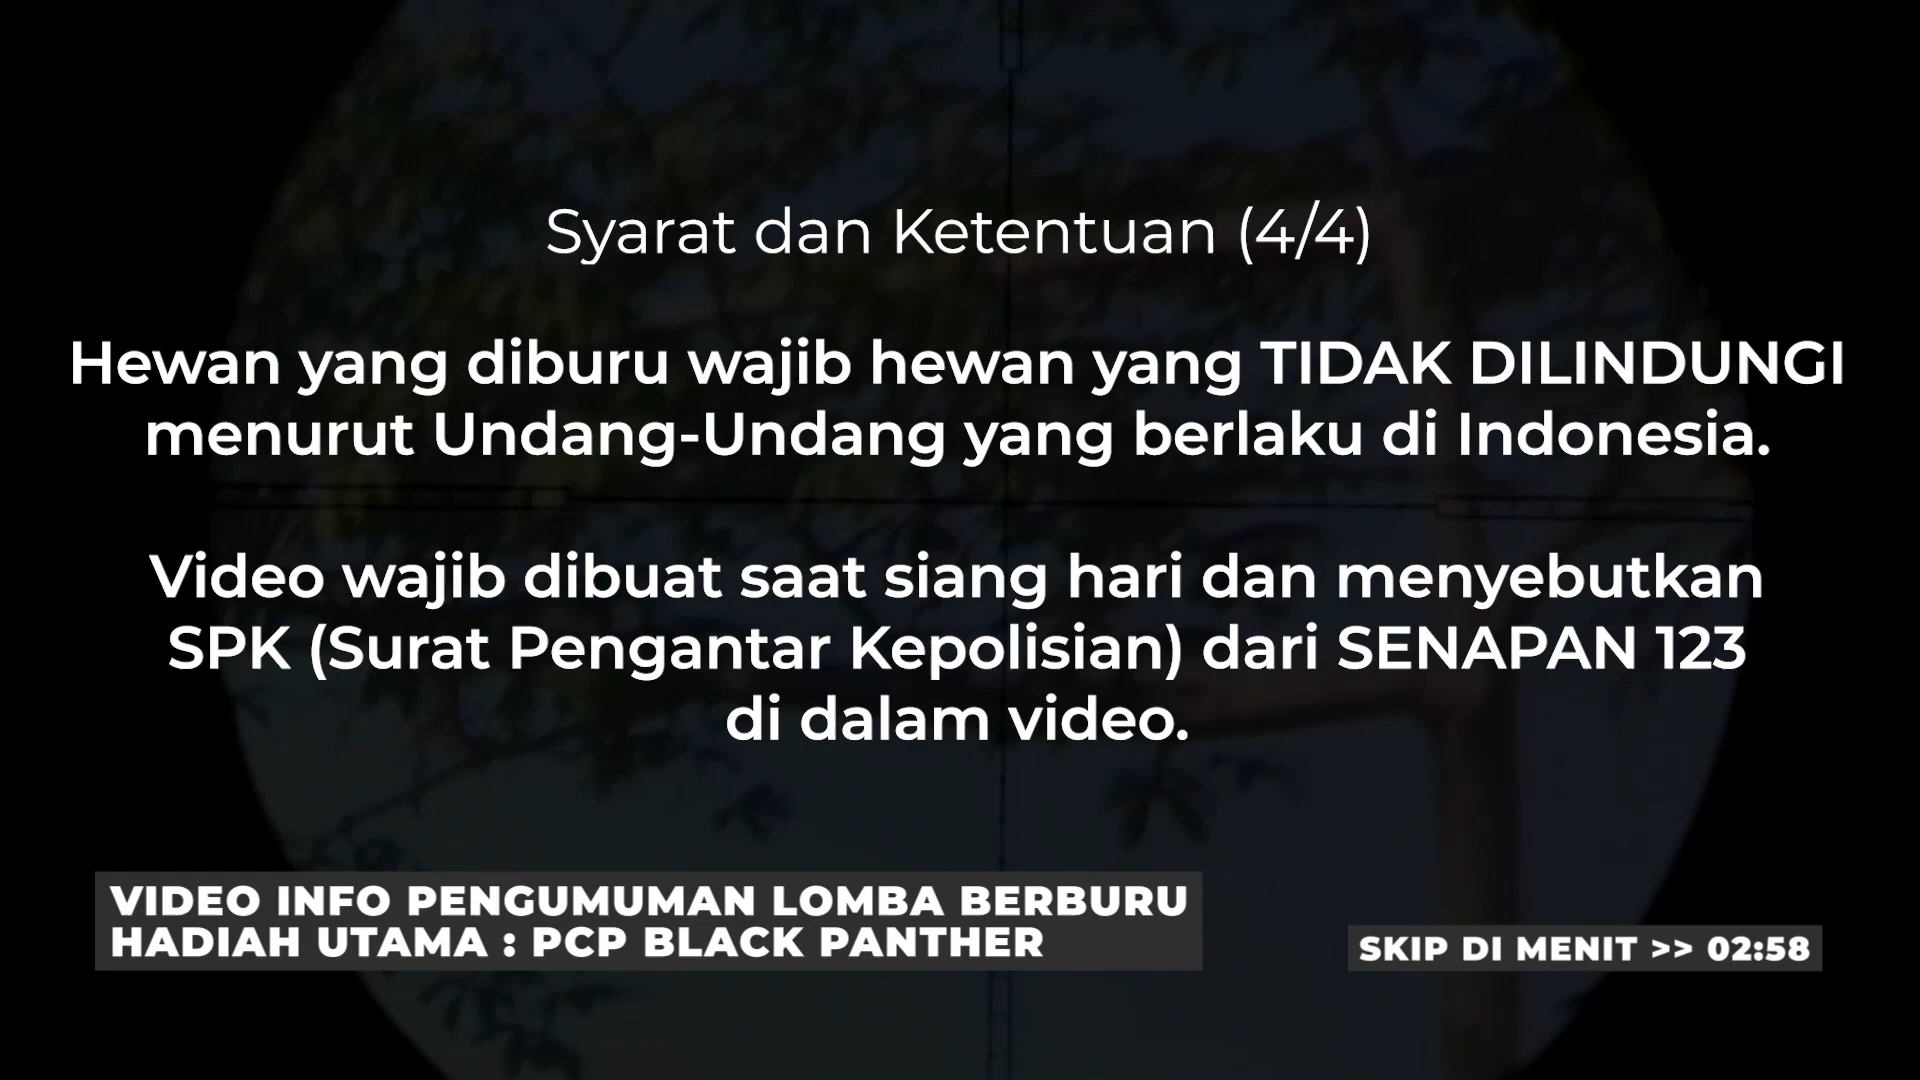 Syarat dan Ketentuan (4/4)
Hewan yang diburu wajib hewan yang TIDAK DILINDUNGI
menurut Undang-Undang yang berlaku di Indonesia.
Video wajib dibuat saat siang hari dan menyebutkan
SPK (Surat Pengantar Kepolisian) dari SENAPAN 123
di dalam video.
VIDEO INFO PENGUMUMAN LOMBA BERBURU
HADIAH UTAMA : PCP BLACK PANTHER
SKIP DI MENIT >> 02:58